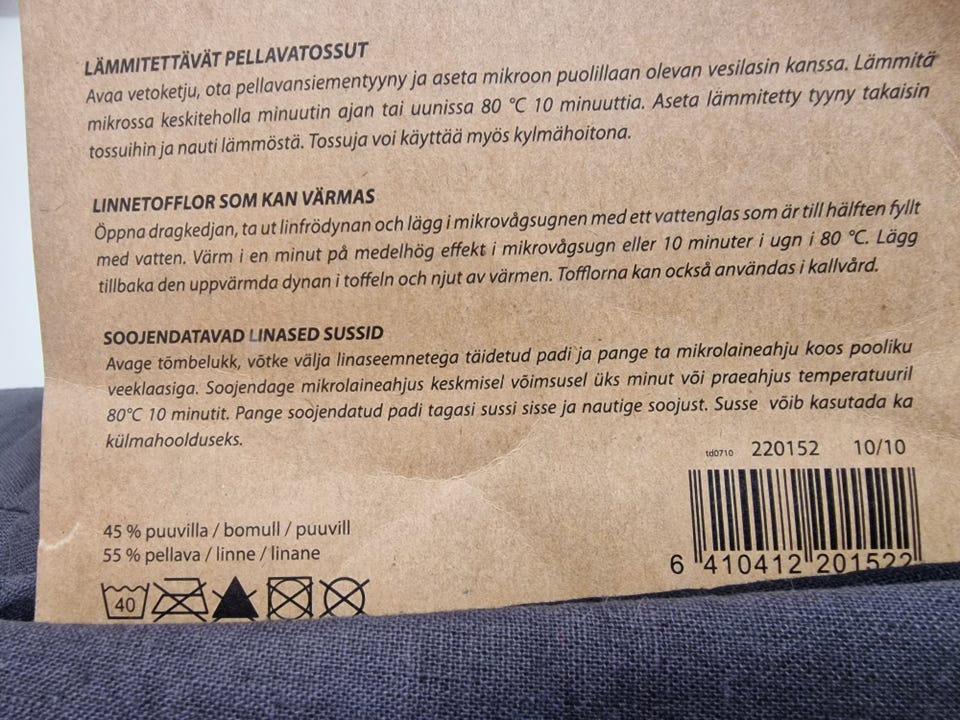 LÄMMITETTÄVÄT PELLAVATOSSUT
Avaa vetoketju, ota pellavansiementyyny ja aseta mikroon puolillaan olevan vesilasin kanssa. Lämmitä
mikrossa keskiteholla minuutin ajan tai uunissa 80 °C 10 minuuttia. Aseta lämmitetty tyyny takaisin
tossuihin ja nauti lämmöstä. Tossuja voi käyttää myös kylmähoitona.
LINNETOFFLOR SOM KAN VÄRMAS
Öppna dragkedjan, ta ut linfrödynan och lägg i mikrovågsugnen med ett vattenglas som är till hälften fyllt
med vatten. Värm i en minut på medelhög effekt i mikrovågsugn eller 10 minuter i ugn i 80 °C. Lägg
tillbaka den uppvärmda dynan i toffeln och njut av värmen. Tofflorna kan också användas i kallvård.
SOOJENDATAVAD LINASED SUSSID
Avage tõmbelukk, võtke välja linaseemnetega täidetud padi ja pange ta mikrolaineahju koos pooliku
veeklaasiga. Soojendage mikrolaineahjus keskmisel võimsusel üks minut või praeahjus temperatuuril
80°C 10 minutit. Pange soojendatud padi tagasi sussi sisse ja nautige soojust. Susse võib kasutada ka
külmahoolduseks.
td0710 220152 10/10
45 % puuvilla / bomull / puuvill
55 % pellava / linne / linane
6 410412 201522
40